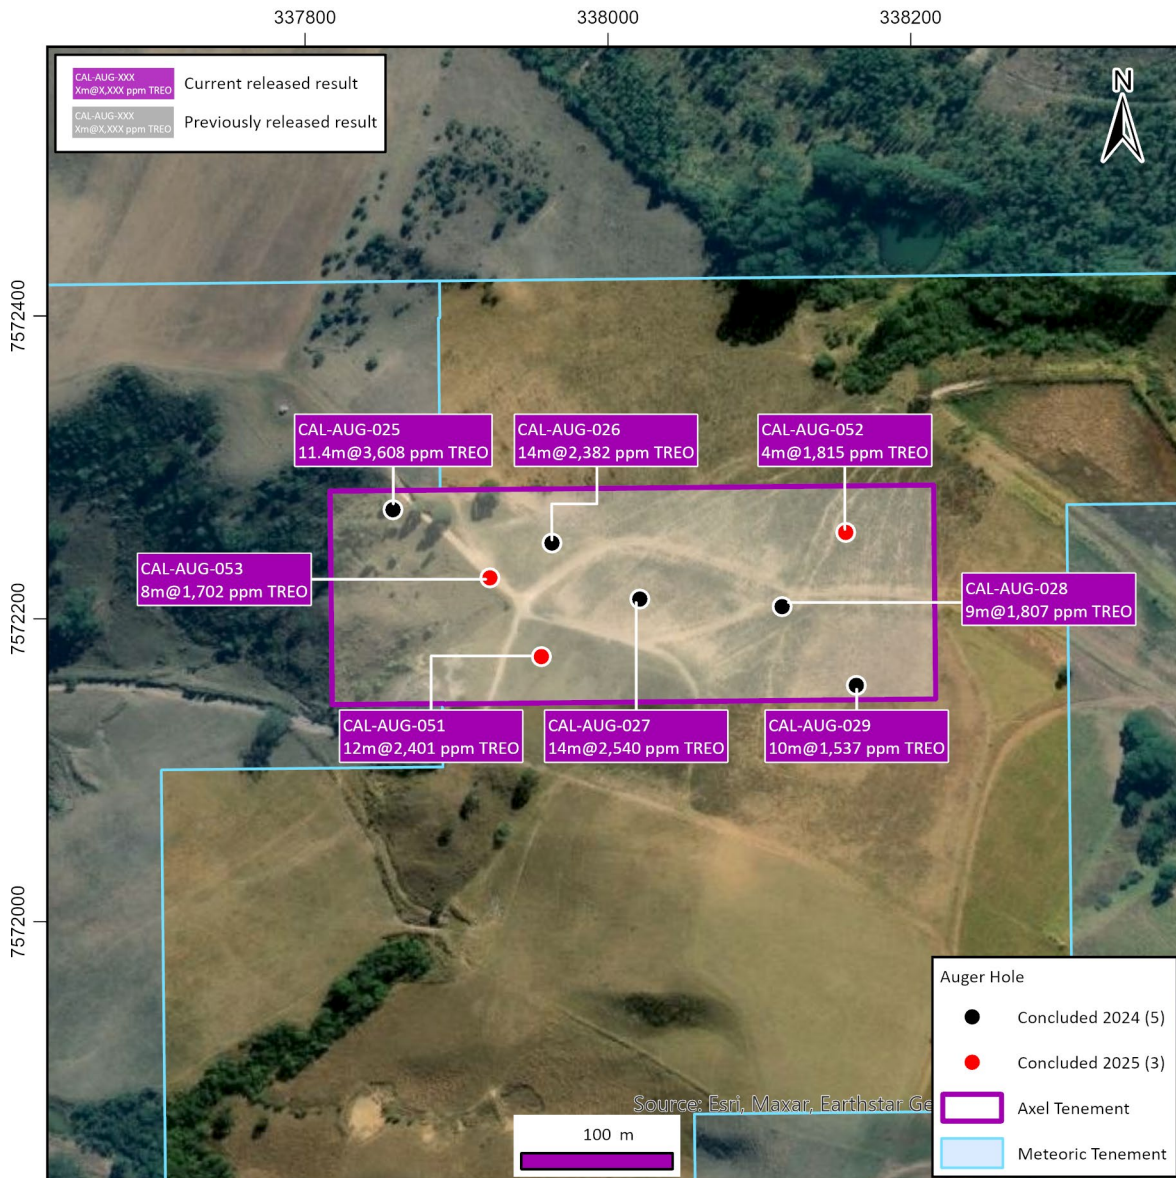 337800
338000
338200
CAL-AUG-XXX
Xm@X,XXX ppm TREO
Current released result
CAL-AUG-XXX
Xm@X,XXX ppm TREO
Previously released result
N
7572400
7572200
7572000
CAL-AUG-025
11.4m@3,608 ppm TREO
CAL-AUG-026
14m@2,382 ppm TREO
CAL-AUG-052
4m@1,815 ppm TREO
CAL-AUG-053
8m@1,702 ppm TREO
CAL-AUG-028
9m@1,807 ppm TREO
CAL-AUG-051
12m@2,401 ppm TREO
CAL-AUG-027
14m@2,540 ppm TREO
CAL-AUG-029
10m@1,537 ppm TREO
Source: Esri, Maxar, Earthstar Ge
100 m
Auger Hole
Concluded 2024 (5)
Concluded 2025 (3)
Axel Tenement
Meteoric Tenement